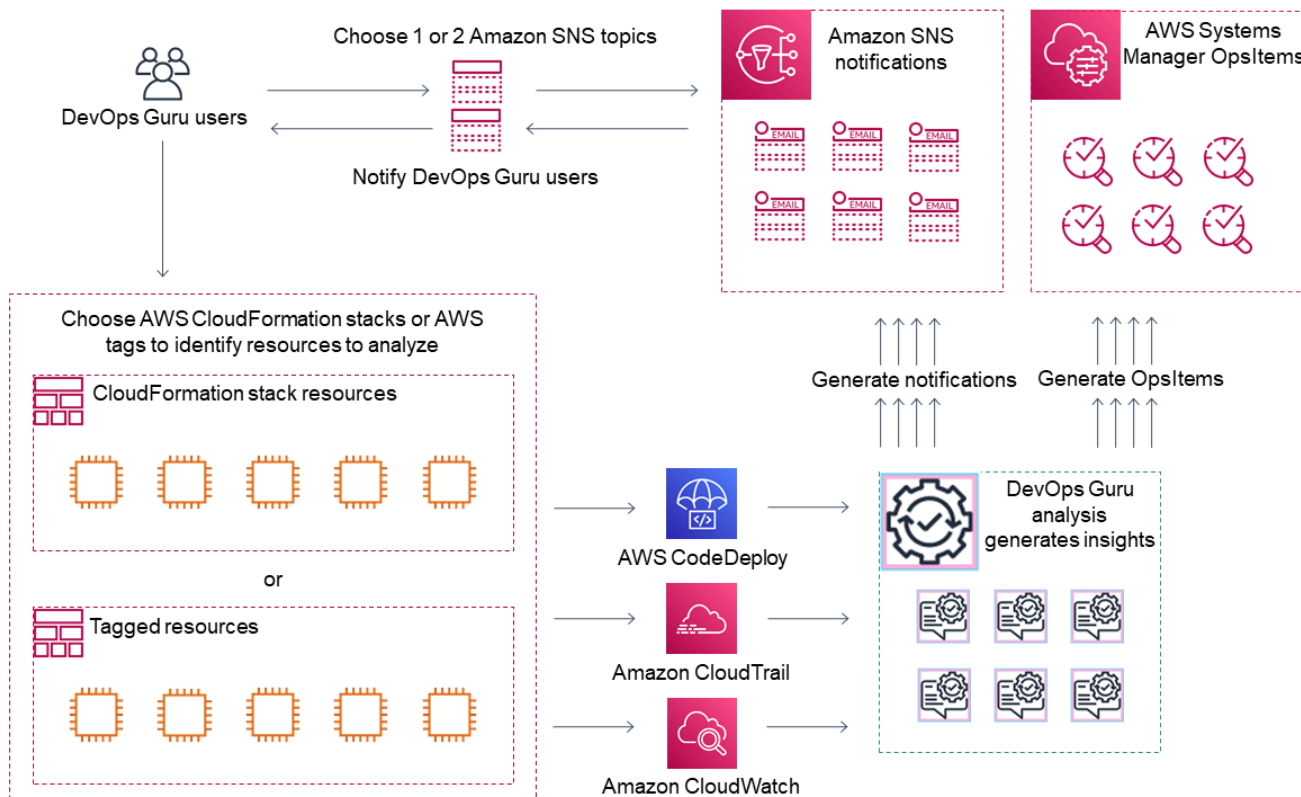 Choose 1 or 2 Amazon SNS topics
DevOps Guru users
Notify DevOps Guru users
Amazon SNS
notifications
EMAIL
EMAIL
EMAIL
EMAIL
EMAIL
EMAIL
AWS Systems
Manager OpsItems
Choose AWS CloudFormation stacks or AWS
tags to identify resources to analyze
CloudFormation stack resources
or
Tagged resources
AWS CodeDeploy
Amazon CloudTrail
Amazon CloudWatch
Generate notifications
Generate OpsItems
DevOps Guru
analysis
generates insights